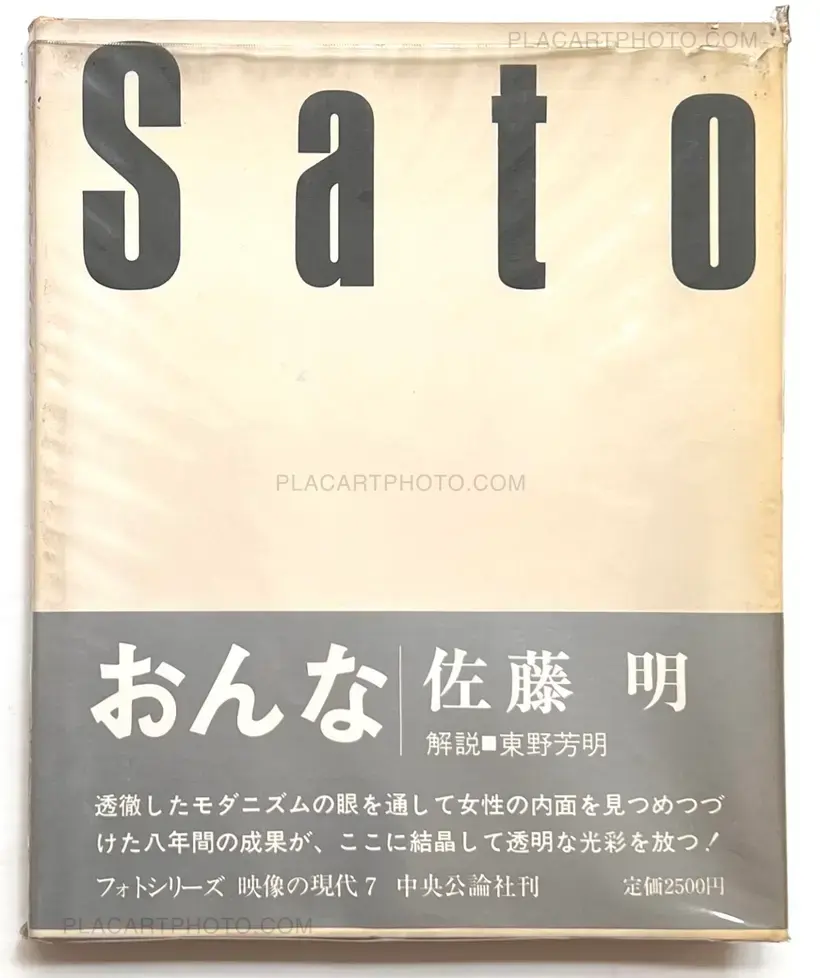 PLACARTPHOTO.COM
Sato
PLACARTPHOTO.COM
おんな
佐藤 明
解説■東野芳明
透徹したモダニズムの眼を通して女性の内面を見つめつづ
けた八年間の成果が、ここに結晶して透明な光彩を放つ!
フォトシリーズ 映像の現代7 中央公論社刊 定価2500円
PLACARTPHOTO.COM